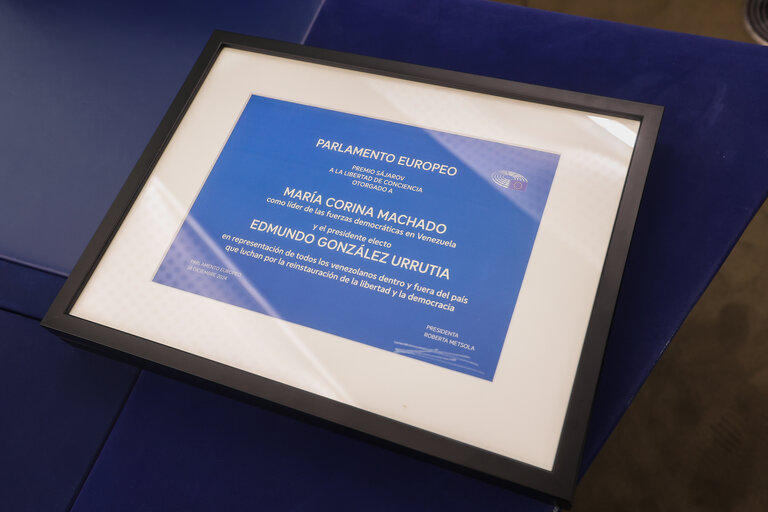 PARLAMENTO EUROPEO
PREMIO SÁJAROV
A LA LIBERTAD DE CONCIENCIA
OTORGADO A
MARÍA CORINA MACHADO
como líder de las fuerzas democráticas en Venezuela
y el presidente electo
EDMUNDO GONZÁLEZ URRUTIA
en representación de todos los venezolanos dentro y fuera del país
que luchan por la reinstauración de la libertad y la democracia
PARLAMENTO EUROPEO
DICIEMBRE 2024
PRESIDENTA
ROBERTA METSOLA